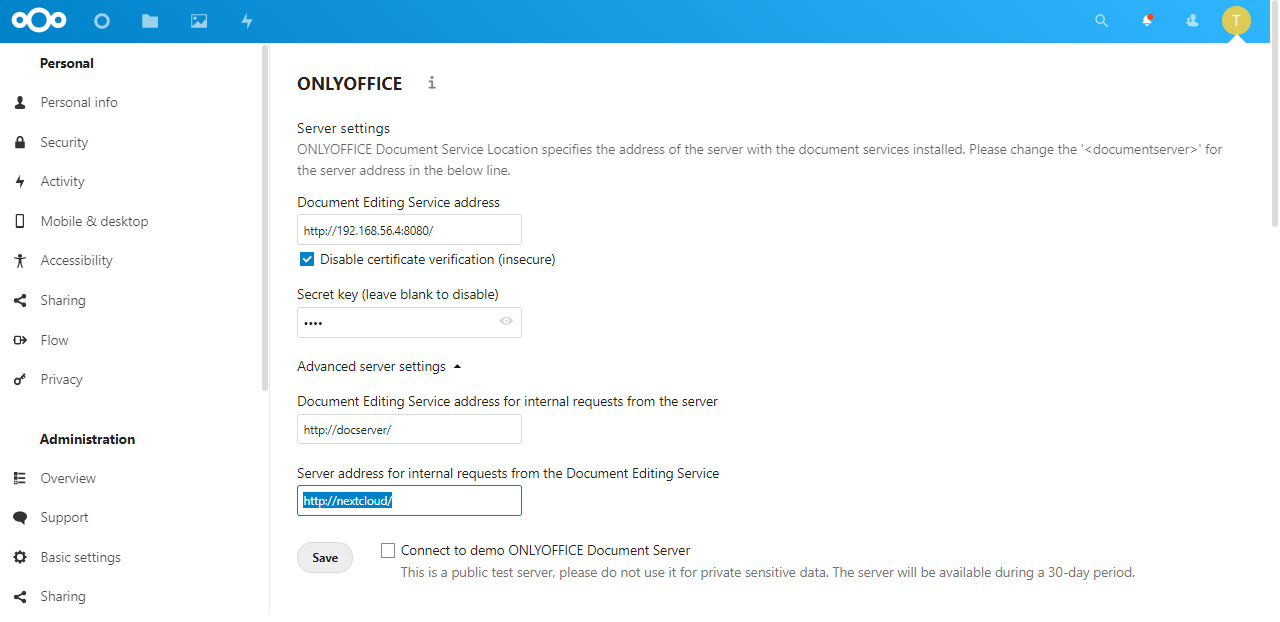 T
Personal
Personal info
Security
Activity
Mobile & desktop
Accessibility
Sharing
Flow
Privacy
Administration
Overview
Support
Basic settings
Sharing
ONLYOFFICE
Server settings
ONLYOFFICE Document Service Location specifies the address of the server with the document services installed. Please change the '<documentserver>' for
the server address in the below line.
Document Editing Service address
http://192.168.56.4:8080/
Disable certificate verification (insecure)
Secret key (leave blank to disable)
••••
Advanced server settings
Document Editing Service address for internal requests from the server
http://docserver/
Server address for internal requests from the Document Editing Service
http://nextcloud/
Save
Connect to demo ONLYOFFICE Document Server
This is a public test server, please do not use it for private sensitive data. The server will be available during a 30-day period.